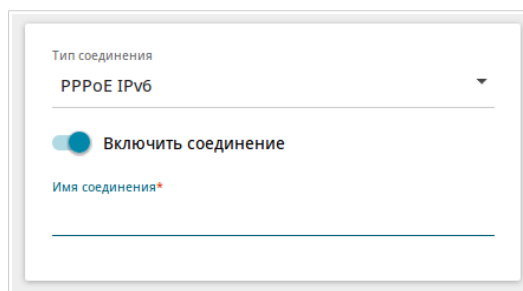 Тип соединения
PPPoE IPv6
Включить соединение
Имя соединения*